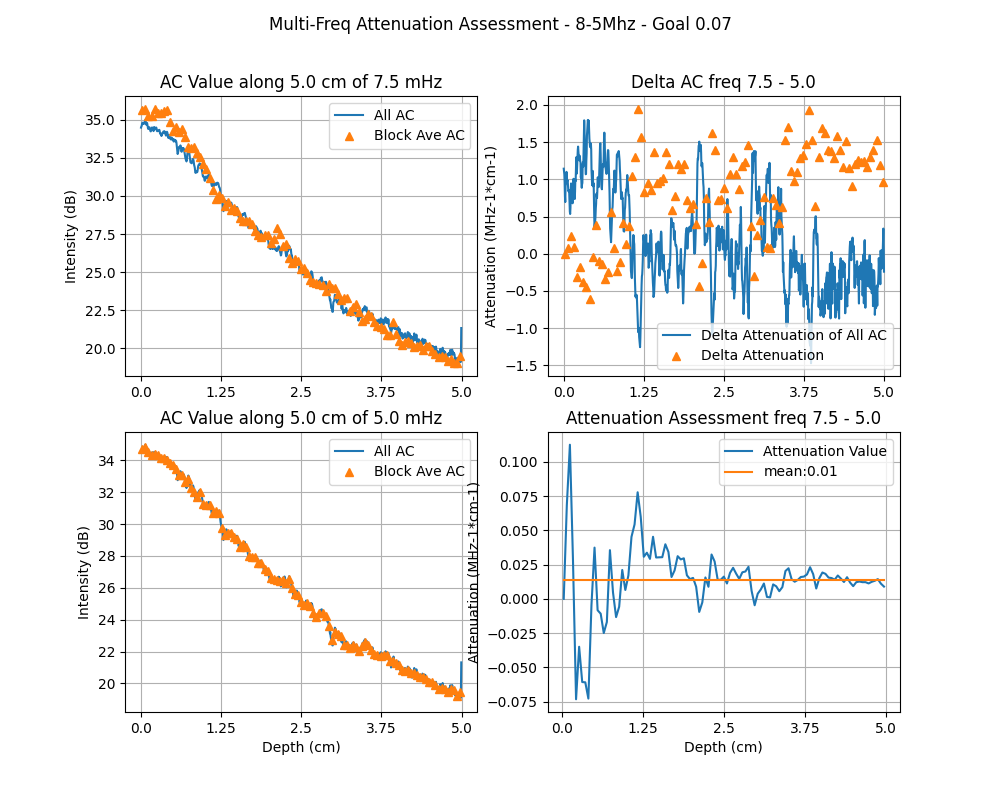 Multi-Freq Attenuation Assessment - 8-5Mhz - Goal 0.07
AC Value along 5.0 cm of 7.5 mHz
All AC
Block Ave AC
Intensity (dB)
35.0
32.5
30.0
27.5
25.0
22.5
20.0
0.0 1.25 2.5 3.75 5.0
Delta AC freq 7.5 - 5.0
Attenuation (MHz-1*cm-1)
2.0
1.5
1.0
0.5
0.0
−0.5
−1.0
−1.5
Delta Attenuation of All AC
Delta Attenuation
0.0 1.25 2.5 3.75 5.0
AC Value along 5.0 cm of 5.0 mHz
All AC
Block Ave AC
Intensity (dB)
34
32
30
28
26
24
22
20
0.0 1.25 2.5 3.75 5.0
Depth (cm)
Attenuation Assessment freq 7.5 - 5.0
Attenuation Value
mean:0.01
Attenuation (MHz-1*cm-1)
0.100
0.075
0.050
0.025
0.000
−0.025
−0.050
−0.075
0.0 1.25 2.5 3.75 5.0
Depth (cm)